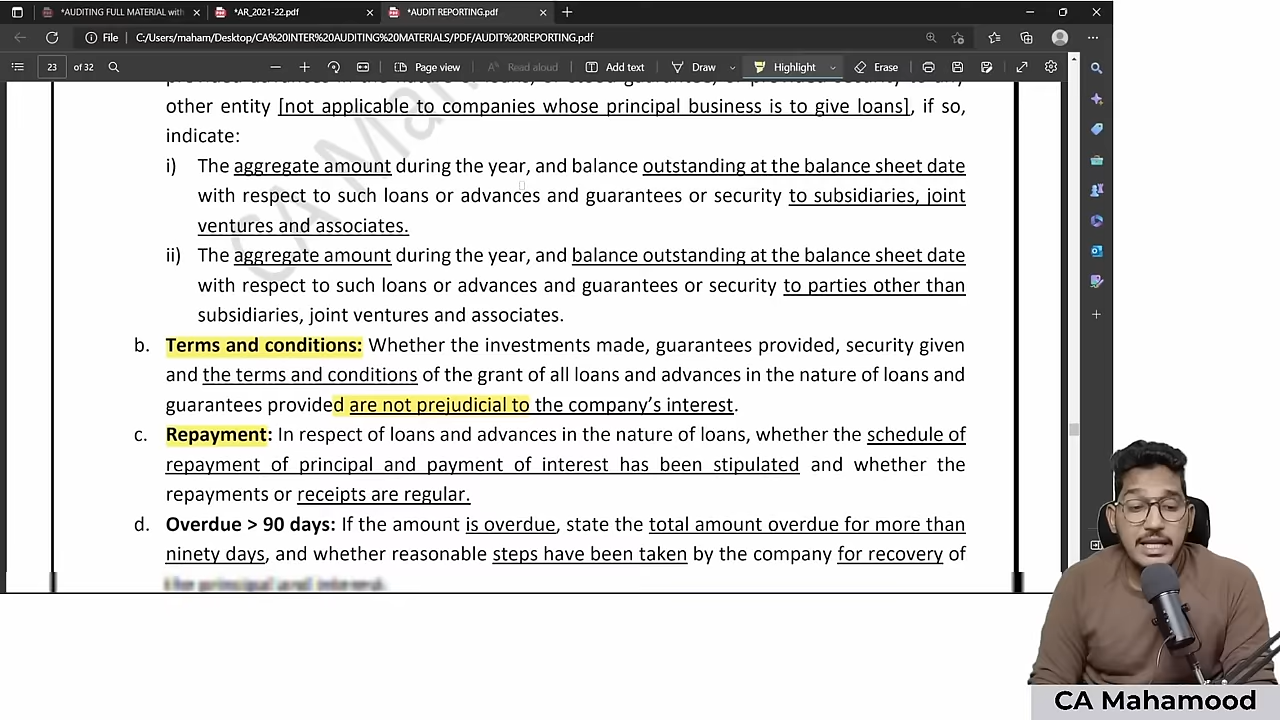 *AUDITING FULL MATERIAL with
*AR_2021-22.pdf
*AUDIT REPORTING.pdf
File
C:/Users/maham/Desktop/CA%20INTER%20AUDITING%20MATERIALS/PDF/AUDIT%20REPORTING.pdf
23 of 32
Page view
Read aloud
Add text
Draw
Highlight
Erase
other entity [not applicable to companies whose principal business is to give loans], if so,
indicate:
i) The aggregate amount during the year, and balance outstanding at the balance sheet date
with respect to such loans or advances and guarantees or security to subsidiaries, joint
ventures and associates.
ii) The aggregate amount during the year, and balance outstanding at the balance sheet date
with respect to such loans or advances and guarantees or security to parties other than
subsidiaries, joint ventures and associates.
b. Terms and conditions: Whether the investments made, guarantees provided, security given
and the terms and conditions of the grant of all loans and advances in the nature of loans and
guarantees provided are not prejudicial to the company's interest.
c. Repayment: In respect of loans and advances in the nature of loans, whether the schedule of
repayment of principal and payment of interest has been stipulated and whether the
repayments or receipts are regular.
d. Overdue > 90 days: If the amount is overdue, state the total amount overdue for more than
ninety days, and whether reasonable steps have been taken by the company for recovery of
the principal and interest.
CA Mahamood